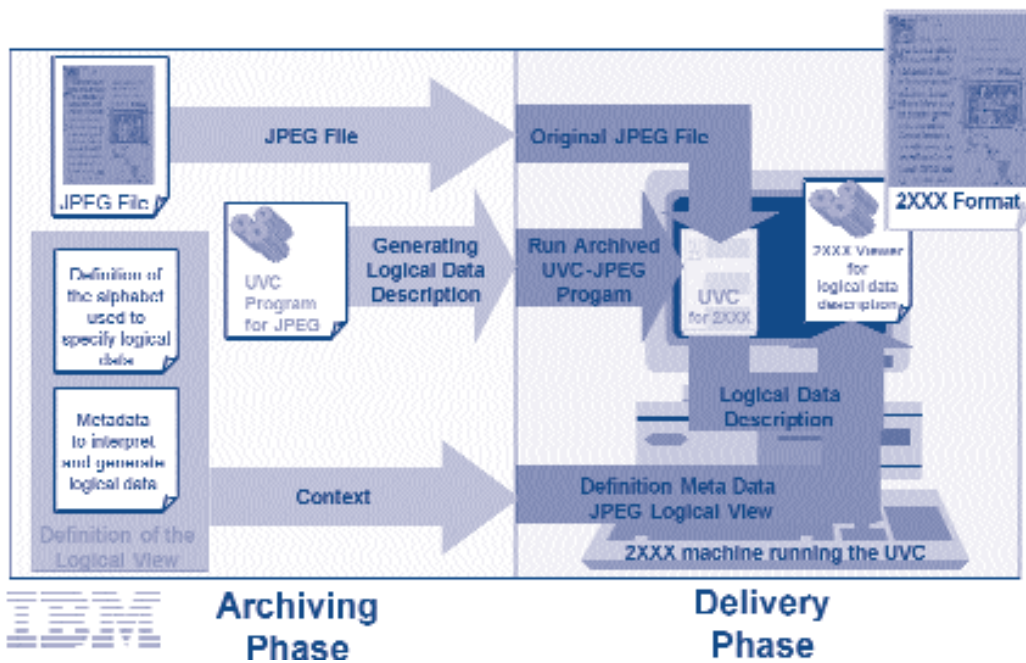 JPEG File
JPEG File
Original JPEG File
2XXX Format
UVC
Program
for JPEG
Generating
Logical Data
Description
Run Archived
UVC-JPEG
Progam
UVC
for 2XXX
2XXX Viewer
for
logical data
description
Definition of
the alphabet
used to
specify logical
data
Metadata
to interpret
and generate
logical data
Definition of the
Logical View
Context
Logical Data
Description
Definition Meta Data
JPEG Logical View
2XXX machine running the UVC
IBM
Archiving
Phase
Delivery
Phase